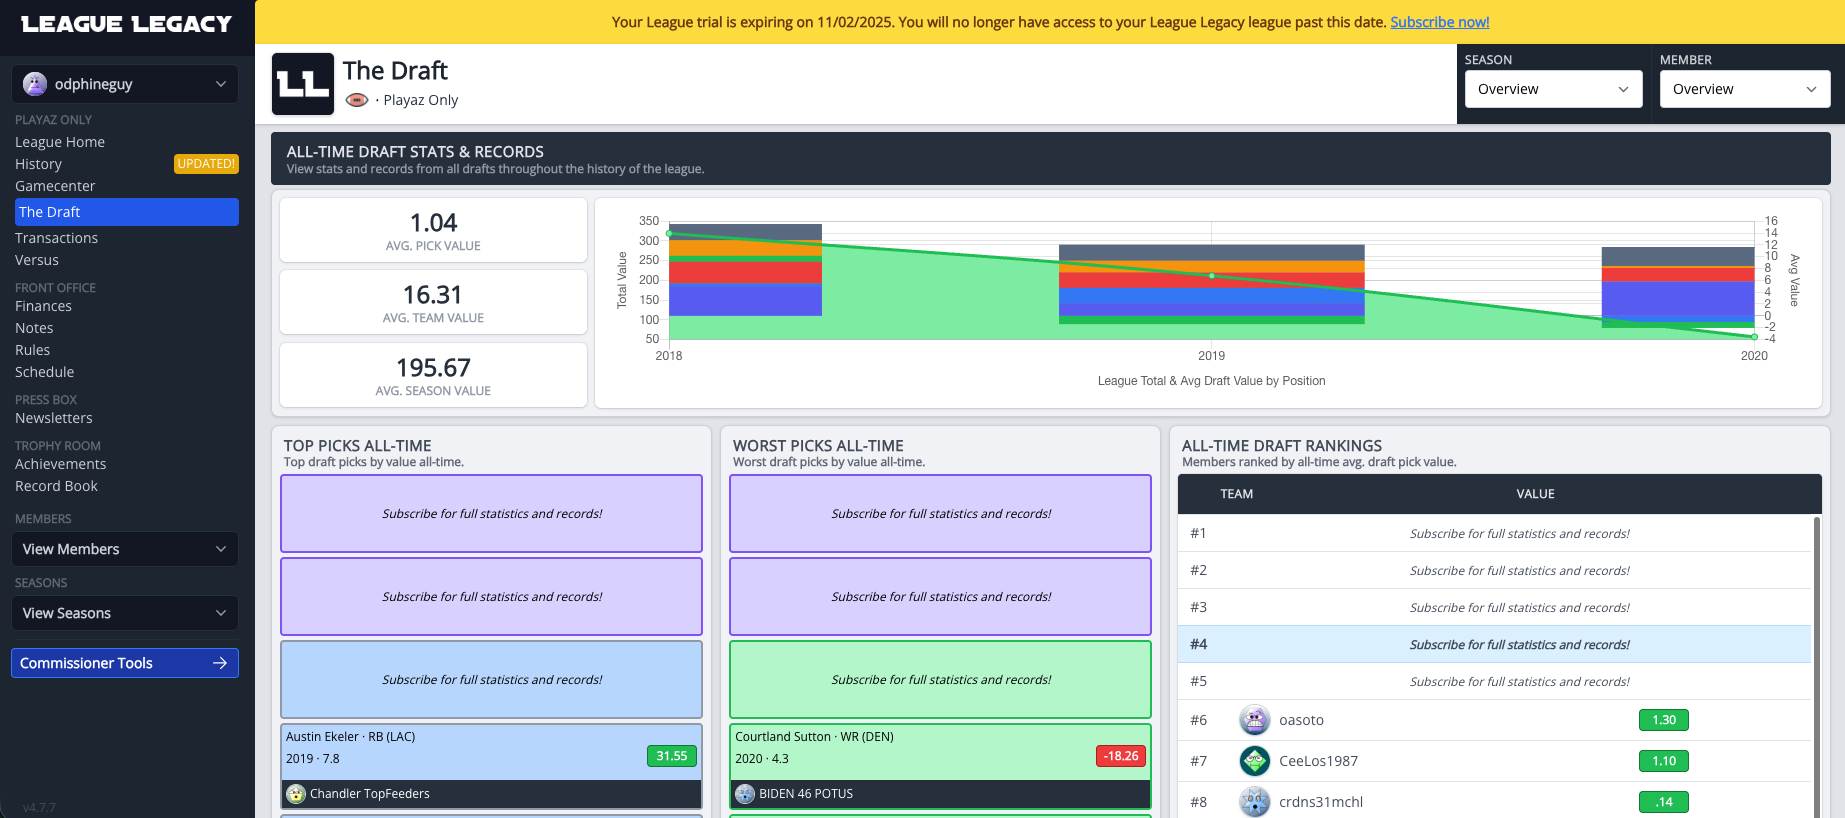 LEAGUE LEGACY
odphineguy
PLAYAZ ONLY
League Home
History
UPDATED!
Gamecenter
The Draft
Transactions
Versus
FRONT OFFICE
Finances
Notes
Rules
Schedule
PRESS BOX
Newsletters
TROPHY ROOM
Achievements
Record Book
MEMBERS
View Members
SEASONS
View Seasons
Commissioner Tools
v4.7.7
Your League trial is expiring on 11/02/2025. You will no longer have access to your League Legacy league past this date. Subscribe now!
LL
The Draft
· Playaz Only
SEASON
Overview
MEMBER
Overview
ALL-TIME DRAFT STATS & RECORDS
View stats and records from all drafts throughout the history of the league.
1.04
AVG. PICK VALUE
16.31
AVG. TEAM VALUE
195.67
AVG. SEASON VALUE
Total Value
350
300
250
200
150
100
50
2018
2019
2020
16
14
12
10
8
6
4
2
0
-2
-4
Avg Value
League Total & Avg Draft Value by Position
TOP PICKS ALL-TIME
Top draft picks by value all-time.
Subscribe for full statistics and records!
Subscribe for full statistics and records!
Subscribe for full statistics and records!
Austin Ekeler · RB (LAC)
2019 · 7.8
31.55
Chandler TopFeeders
WORST PICKS ALL-TIME
Worst draft picks by value all-time.
Subscribe for full statistics and records!
Subscribe for full statistics and records!
Subscribe for full statistics and records!
Courtland Sutton · WR (DEN)
2020 · 4.3
-18.26
BIDEN 46 POTUS
ALL-TIME DRAFT RANKINGS
Members ranked by all-time avg. draft pick value.
TEAM VALUE
#1 Subscribe for full statistics and records!
#2 Subscribe for full statistics and records!
#3 Subscribe for full statistics and records!
#4 Subscribe for full statistics and records!
#5 Subscribe for full statistics and records!
#6 oasoto 1.30
#7 CeeLos1987 1.10
#8 crdns31mchl .14